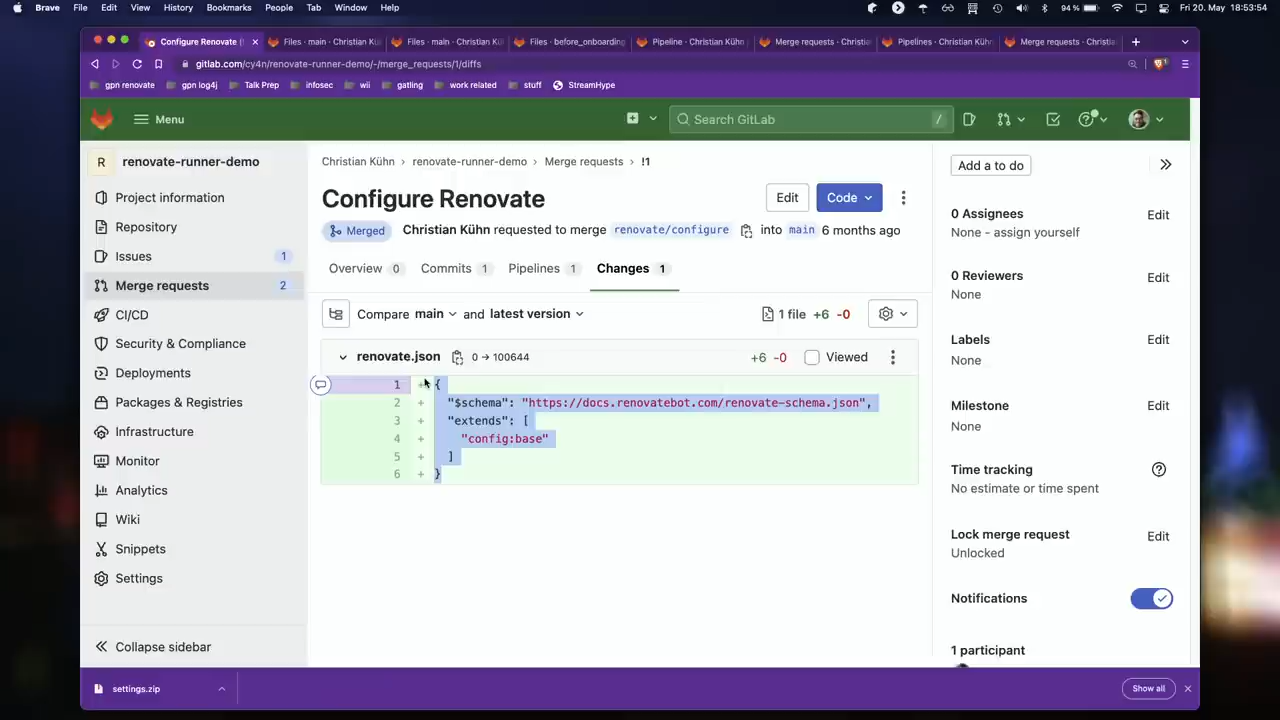 Brave File Edit View History Bookmarks People Tab Window Help 94 % Fri 20. May 18:53:54
Configure Renovate ( Files · main · Christian Kü Files · main · Christian Kü Files · before_onboarding Pipeline · Christian Kühn Merge requests · Christia Pipelines · Christian Kühn Merge requests · Christia
gitlab.com/cy4n/renovate-runner-demo/-/merge_requests/1/diffs
gpn renovate gpn log4j Talk Prep infosec wii gatling work related stuff StreamHype
Menu Search GitLab /
R renovate-runner-demo
Project information
Repository
Issues 1
Merge requests 2
CI/CD
Security & Compliance
Deployments
Packages & Registries
Infrastructure
Monitor
Analytics
Wiki
Snippets
Settings
Collapse sidebar
Christian Kühn › renovate-runner-demo › Merge requests › !1
Configure Renovate
Edit Code
Merged Christian Kühn requested to merge renovate/configure into main 6 months ago
Overview 0 Commits 1 Pipelines 1 Changes 1
Compare main and latest version 1 file +6 -0
renovate.json 0 → 100644 +6 -0 Viewed
1 + {
2 + "$schema": "https://docs.renovatebot.com/renovate-schema.json",
3 + "extends": [
4 + "config:base"
5 + ]
6 + }
Add a to do
0 Assignees Edit
None - assign yourself
0 Reviewers Edit
None
Labels Edit
None
Milestone Edit
None
Time tracking
No estimate or time spent
Lock merge request Edit
Unlocked
Notifications
1 participant
settings.zip Show all